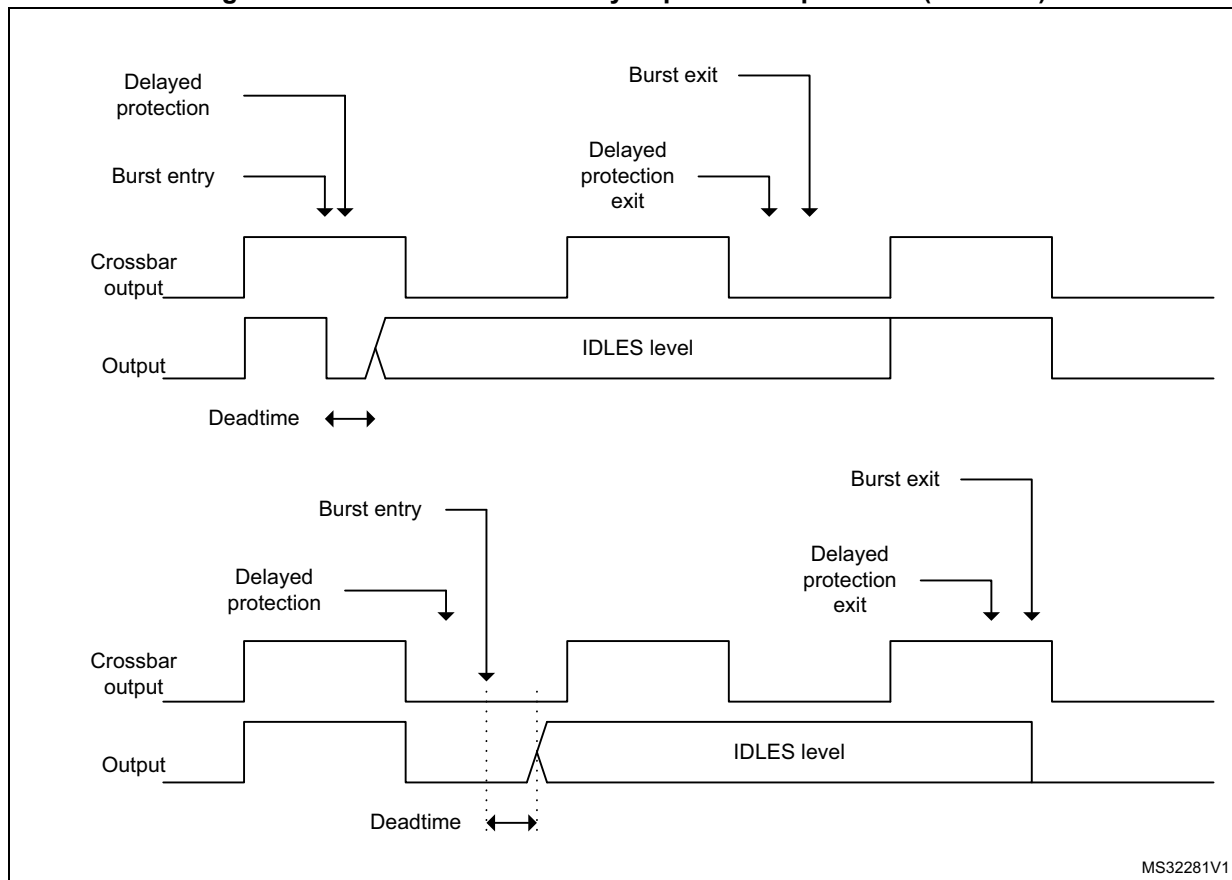 Delayed
protection
Burst exit
Burst entry
Delayed
protection
exit
Crossbar
output
Output
IDLES level
Deadtime
Burst exit
Burst entry
Delayed
protection
exit
Delayed
protection
Crossbar
output
Output
IDLES level
Deadtime
MS32281V1